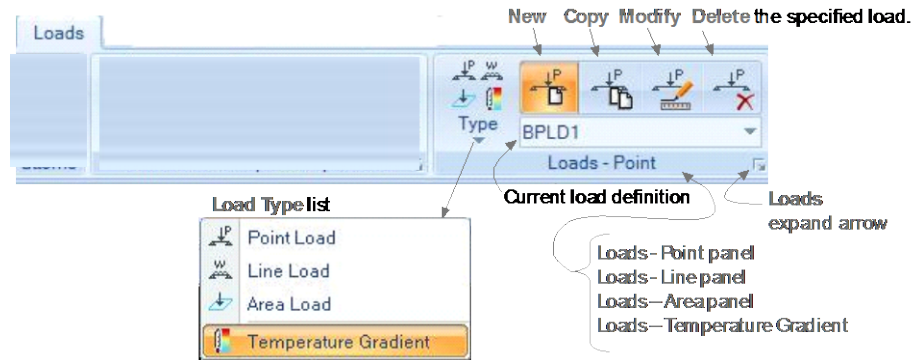 New Copy Modify Delete the specified load.
Loads
Type
BPLD1
Loads - Point
Current load definition
Loads
expand arrow
Load Type list
Point Load
Line Load
Area Load
Temperature Gradient
Loads - Point panel
Loads - Line panel
Loads — Area panel
Loads — Temperature Gradient